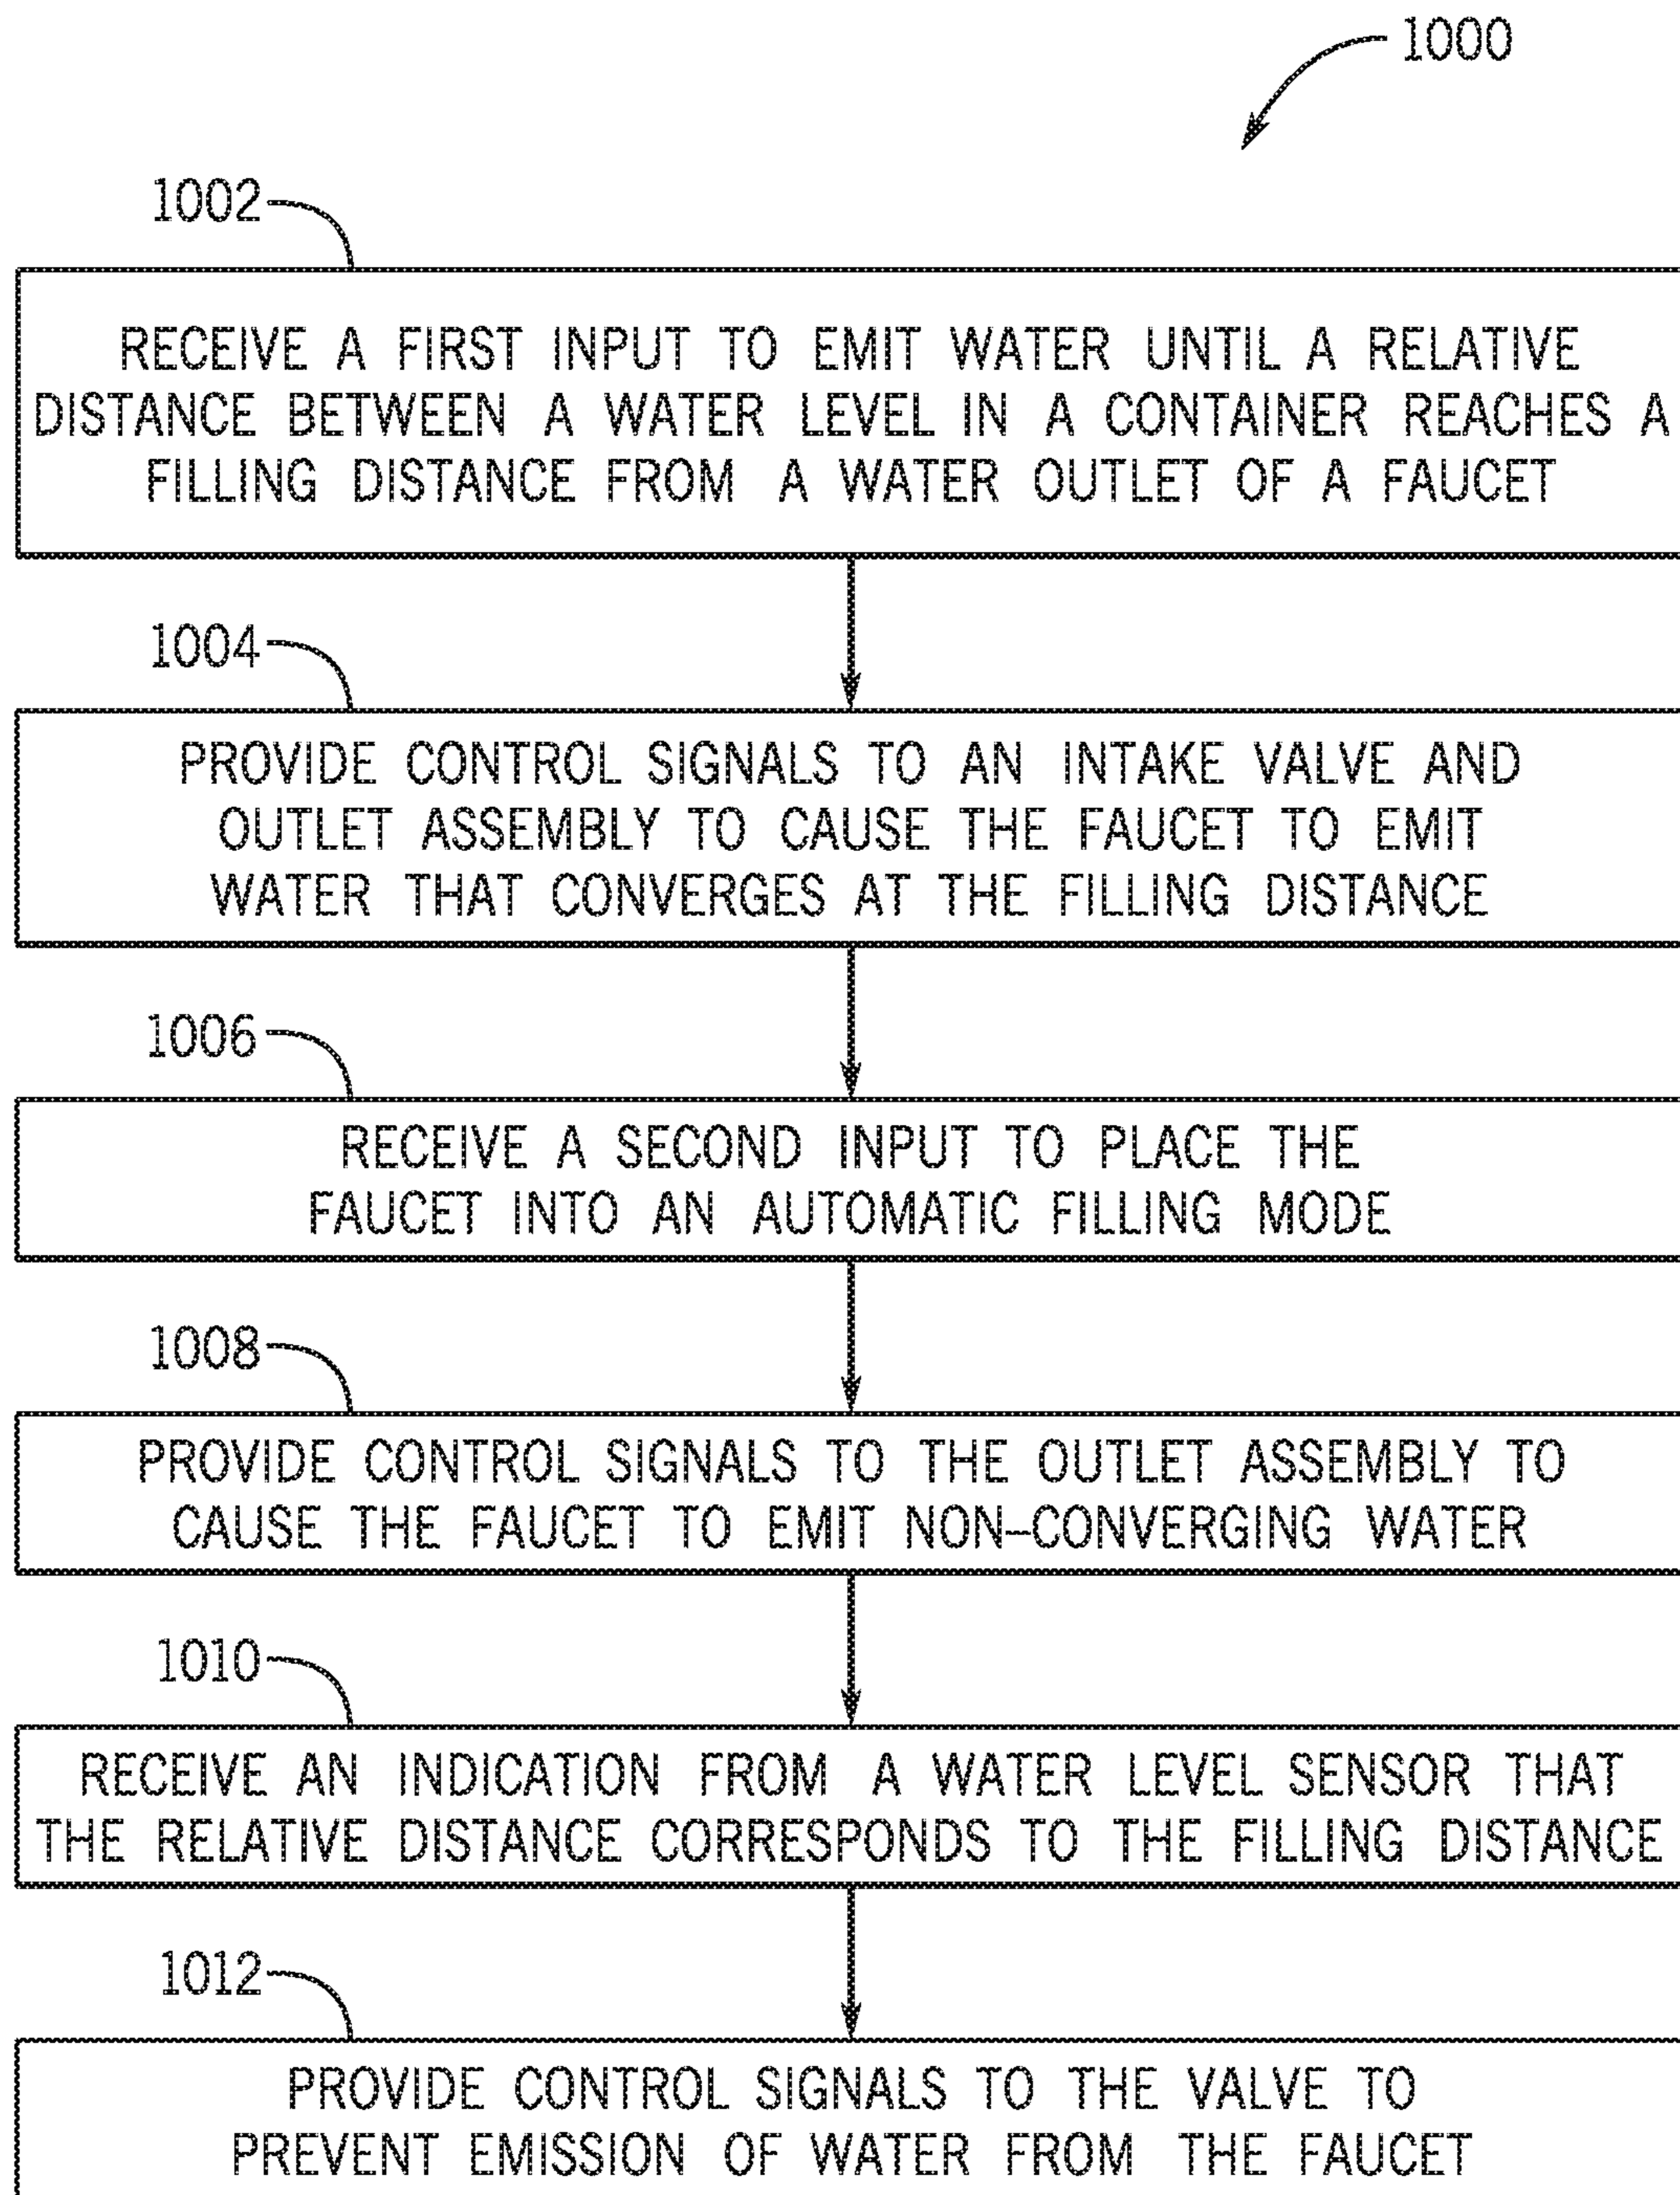 1000
1002
RECEIVE A FIRST INPUT TO EMIT WATER UNTIL A RELATIVE
DISTANCE BETWEEN A WATER LEVEL IN A CONTAINER REACHES A
FILLING DISTANCE FROM A WATER OUTLET OF A FAUCET
1004
PROVIDE CONTROL SIGNALS TO AN INTAKE VALVE AND
OUTLET ASSEMBLY TO CAUSE THE FAUCET TO EMIT
WATER THAT CONVERGES AT THE FILLING DISTANCE
1006
RECEIVE A SECOND INPUT TO PLACE THE
FAUCET INTO AN AUTOMATIC FILLING MODE
1008
PROVIDE CONTROL SIGNALS TO THE OUTLET ASSEMBLY TO
CAUSE THE FAUCET TO EMIT NON-CONVERGING WATER
1010
RECEIVE AN INDICATION FROM A WATER LEVEL SENSOR THAT
THE RELATIVE DISTANCE CORRESPONDS TO THE FILLING DISTANCE
1012
PROVIDE CONTROL SIGNALS TO THE VALVE TO
PREVENT EMISSION OF WATER FROM THE FAUCET